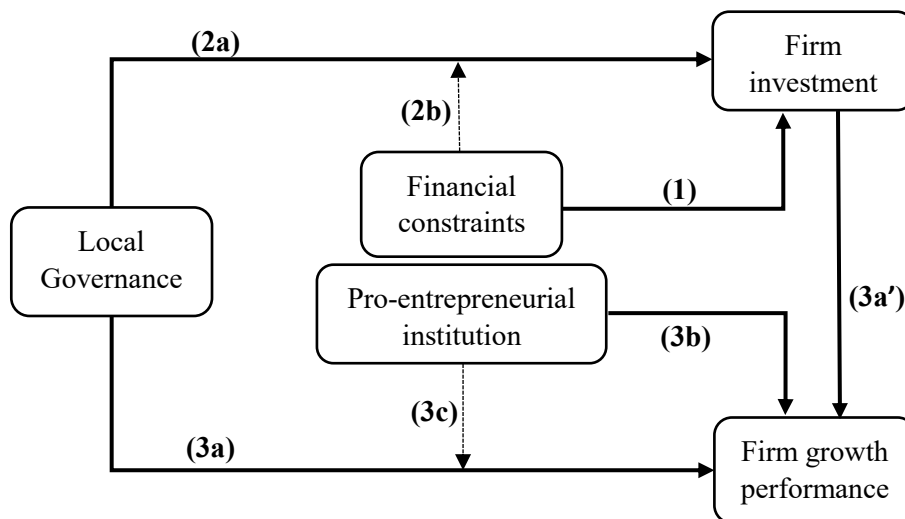 (2a)
Firm
investment
(2b)
Financial
constraints
(1)
Local
Governance
Pro-entrepreneurial
institution
(3a′)
(3b)
(3c)
(3a)
Firm growth
performance